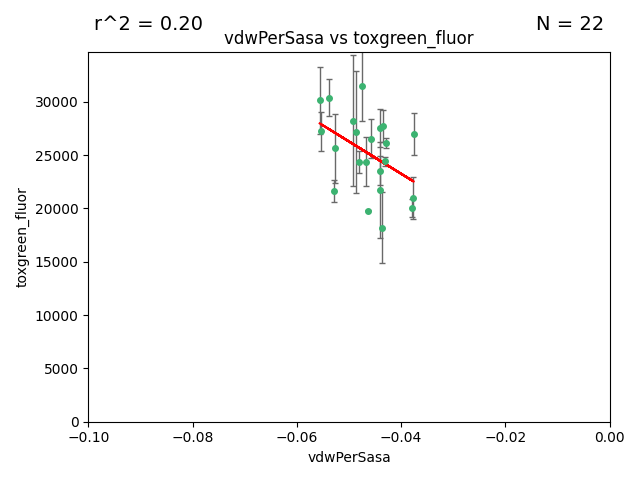 r^2 = 0.20
N = 22
vdwPerSasa vs toxgreen_fluor
30000
25000
20000
15000
10000
5000
0
toxgreen_fluor
−0.10
−0.08
−0.06
−0.04
−0.02
0.00
vdwPerSasa